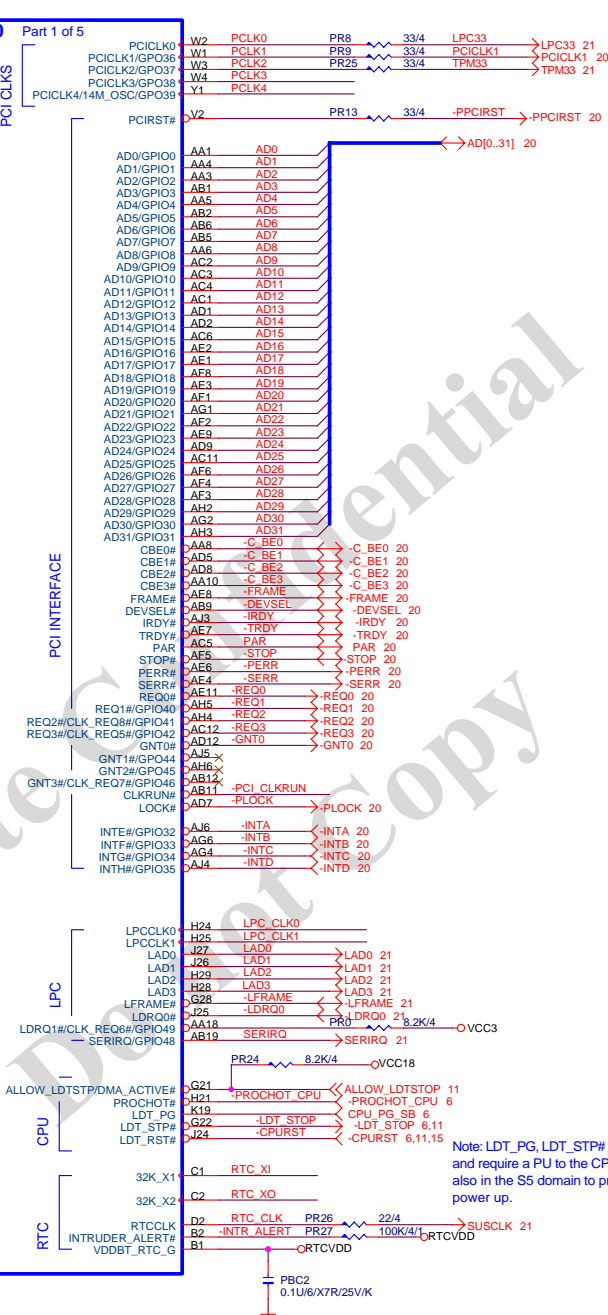 Part 1 of 5
PCI CLKS
PCICLK0 W2 PCLK0 PR8 33/4 LPC33 LPC33 21
PCICLK1/GPO36 W1 PCLK1 PR9 33/4 PCICLK1 PCICLK1 20
PCICLK2/GPO37 W3 PCLK2 PR25 33/4 TPM33 TPM33 21
PCICLK3/GPO38 W4 PCLK3
PCICLK4/14M_OSC/GPO39 Y1 PCLK4
PCIRST# V2 PR13 33/4 -PPCIRST -PPCIRST 20
AD[0..31] 20
AD0/GPIO0 AA1 AD0
AD1/GPIO1 AA4 AD1
AD2/GPIO2 AA3 AD2
AD3/GPIO3 AB1 AD3
AD4/GPIO4 AA5 AD4
AD5/GPIO5 AB2 AD5
AD6/GPIO6 AB6 AD6
AD7/GPIO7 AB5 AD7
AD8/GPIO8 AA6 AD8
AD9/GPIO9 AC2 AD9
AD10/GPIO10 AC3 AD10
AD11/GPIO11 AC4 AD11
AD12/GPIO12 AC1 AD12
AD13/GPIO13 AD1 AD13
AD14/GPIO14 AD2 AD14
AD15/GPIO15 AC6 AD15
AD16/GPIO16 AE2 AD16
AD17/GPIO17 AE1 AD17
AD18/GPIO18 AF8 AD18
AD19/GPIO19 AE3 AD19
AD20/GPIO20 AF1 AD20
AD21/GPIO21 AG1 AD21
AD22/GPIO22 AF2 AD22
AD23/GPIO23 AE9 AD23
AD24/GPIO24 AD9 AD24
AD25/GPIO25 AC11 AD25
AD26/GPIO26 AF6 AD26
AD27/GPIO27 AF4 AD27
AD28/GPIO28 AF3 AD28
AD29/GPIO29 AH2 AD29
AD30/GPIO30 AG2 AD30
AD31/GPIO31 AH3 AD31
PCI INTERFACE
CBE0# AA8 -C_BE0 -C_BE0 20
CBE1# AD5 -C_BE1 -C_BE1 20
CBE2# AD8 -C_BE2 -C_BE2 20
CBE3# AA10 -C_BE3 -C_BE3 20
FRAME# AE8 -FRAME -FRAME 20
DEVSEL# AB9 -DEVSEL -DEVSEL 20
IRDY# AJ3 -IRDY -IRDY 20
TRDY# AE7 -TRDY -TRDY 20
PAR AC5 PAR PAR 20
STOP# AF5 -STOP -STOP 20
PERR# AE6 -PERR -PERR 20
SERR# AE4 -SERR -SERR 20
REQ0# AE11 -REQ0 -REQ0 20
REQ1#/GPIO40 AH5 -REQ1 -REQ1 20
REQ2#/CLK_REQ8#/GPIO41 AH4 -REQ2 -REQ2 20
REQ3#/CLK_REQ5#/GPIO42 AC12 -REQ3 -REQ3 20
GNT0# AD12 -GNT0 -GNT0 20
GNT1#/GPO44 AJ5
GNT2#/GPO45 AH6
GNT3#/CLK_REQ7#/GPIO46 AB12
CLKRUN# AB11 -PCI_CLKRUN
LOCK# AD7 -PLOCK -PLOCK 20
INTE#/GPIO32 AJ6 -INTA -INTA 20
INTF#/GPIO33 AG6 -INTB -INTB 20
INTG#/GPIO34 AG4 -INTC -INTC 20
INTH#/GPIO35 AJ4 -INTD -INTD 20
LPC
LPCCLK0 H24 LPC_CLK0
LPCCLK1 H25 LPC_CLK1
LAD0 J27 LAD0 LAD0 21
LAD1 J26 LAD1 LAD1 21
LAD2 H29 LAD2 LAD2 21
LAD3 H28 LAD3 LAD3 21
LFRAME# G28 -LFRAME -LFRAME 21
LDRQ0# J25 -LDRQ0 -LDRQ0 21
LDRQ1#/CLK_REQ6#/GPIO49 AA18 PR0 8.2K/4 VCC3
SERIRQ/GPIO48 AB19 SERIRQ SERIRQ 21
PR24 8.2K/4 VCC18
CPU
ALLOW_LDTSTP/DMA_ACTIVE# G21 ALLOW_LDTSTOP 11
PROCHOT# H21 -PROCHOT_CPU -PROCHOT_CPU 6
LDT_PG K19 CPU_PG_SB 6
LDT_STP# G22 -LDT_STOP -LDT_STOP 6,11
LDT_RST# J24 -CPURST -CPURST 6,11,15
Note: LDT_PG, LDT_STP#
and require a PU to the CP
also in the S5 domain to pr
power up.
RTC
32K_X1 C1 RTC_XI
32K_X2 C2 RTC_XO
RTCCLK D2 RTC_CLK PR26 22/4 SUSCLK 21
INTRUDER_ALERT# B2 -INTR_ALERT PR27 100K/4/1 RTCVDD
VDDBT_RTC_G B1 RTCVDD
PBC2
0.1U/6/X7R/25V/K
Confidential
Do not Copy